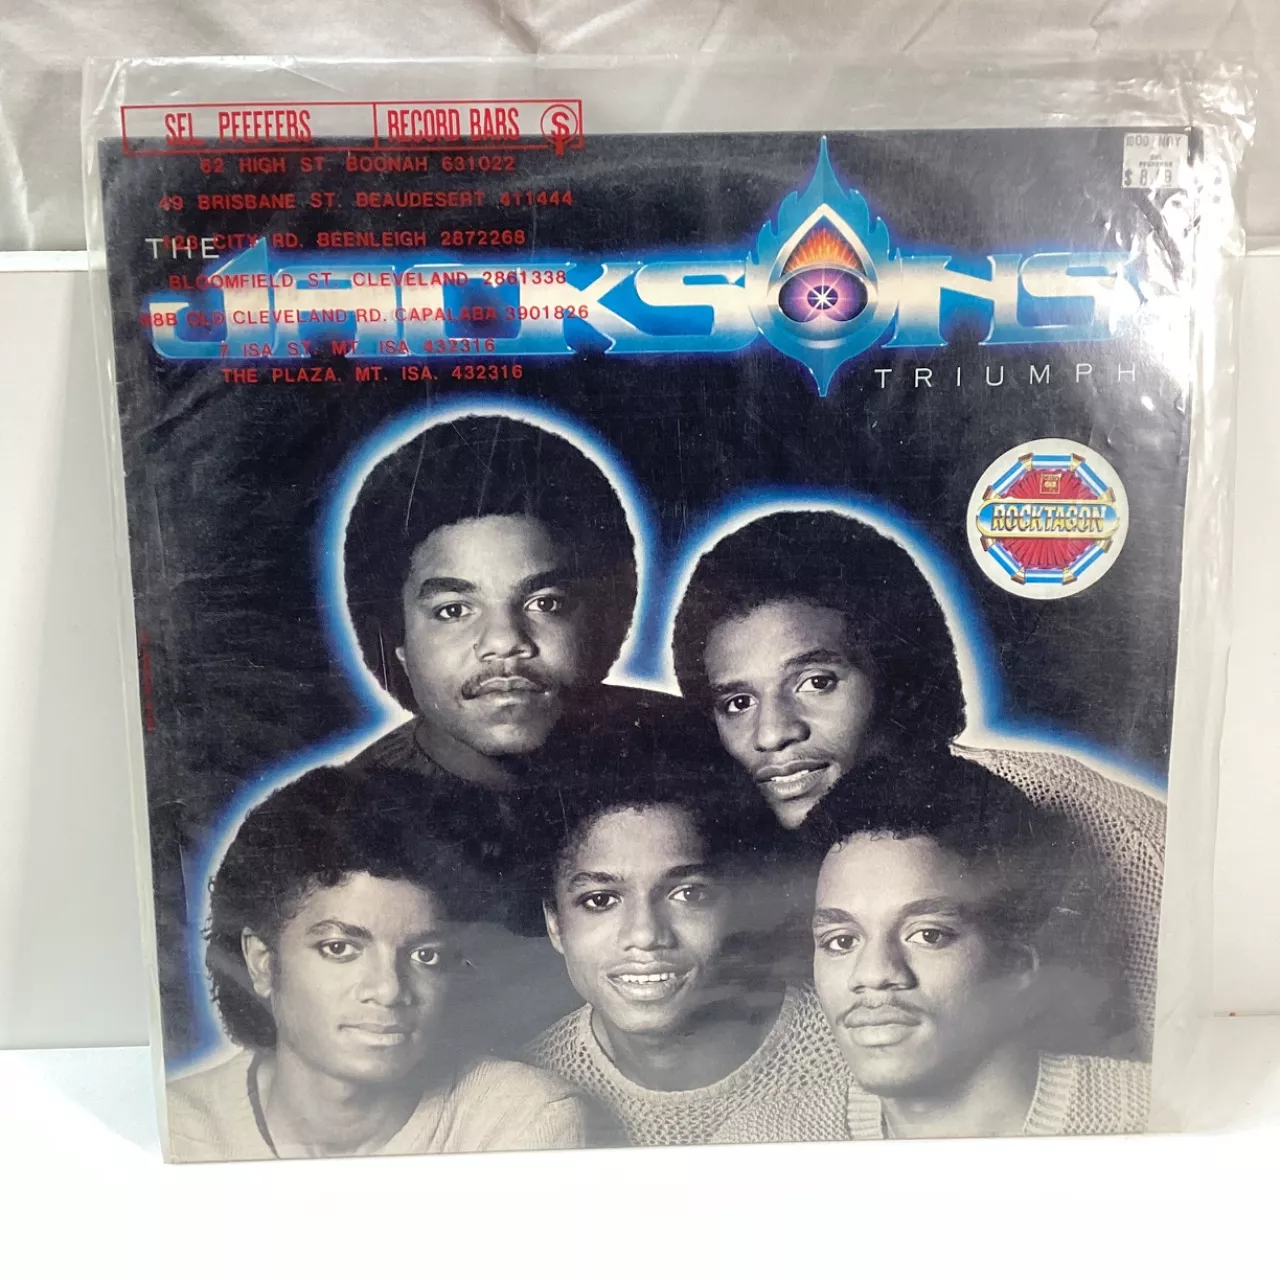 SEL PFEFFERS RECORD BARS $
62 HIGH ST. BOONAH 631022
49 BRISBANE ST. BEAUDESERT 411444
123 CITY RD. BEENLEIGH 2872268
BLOOMFIELD ST. CLEVELAND 2861338
OLD CLEVELAND RD. CAPALABA 3901826
7 ISA ST. MT. ISA 432316
THE PLAZA. MT. ISA. 432316
THE
JACKSONS
TRIUMPH
ROCKTAGON